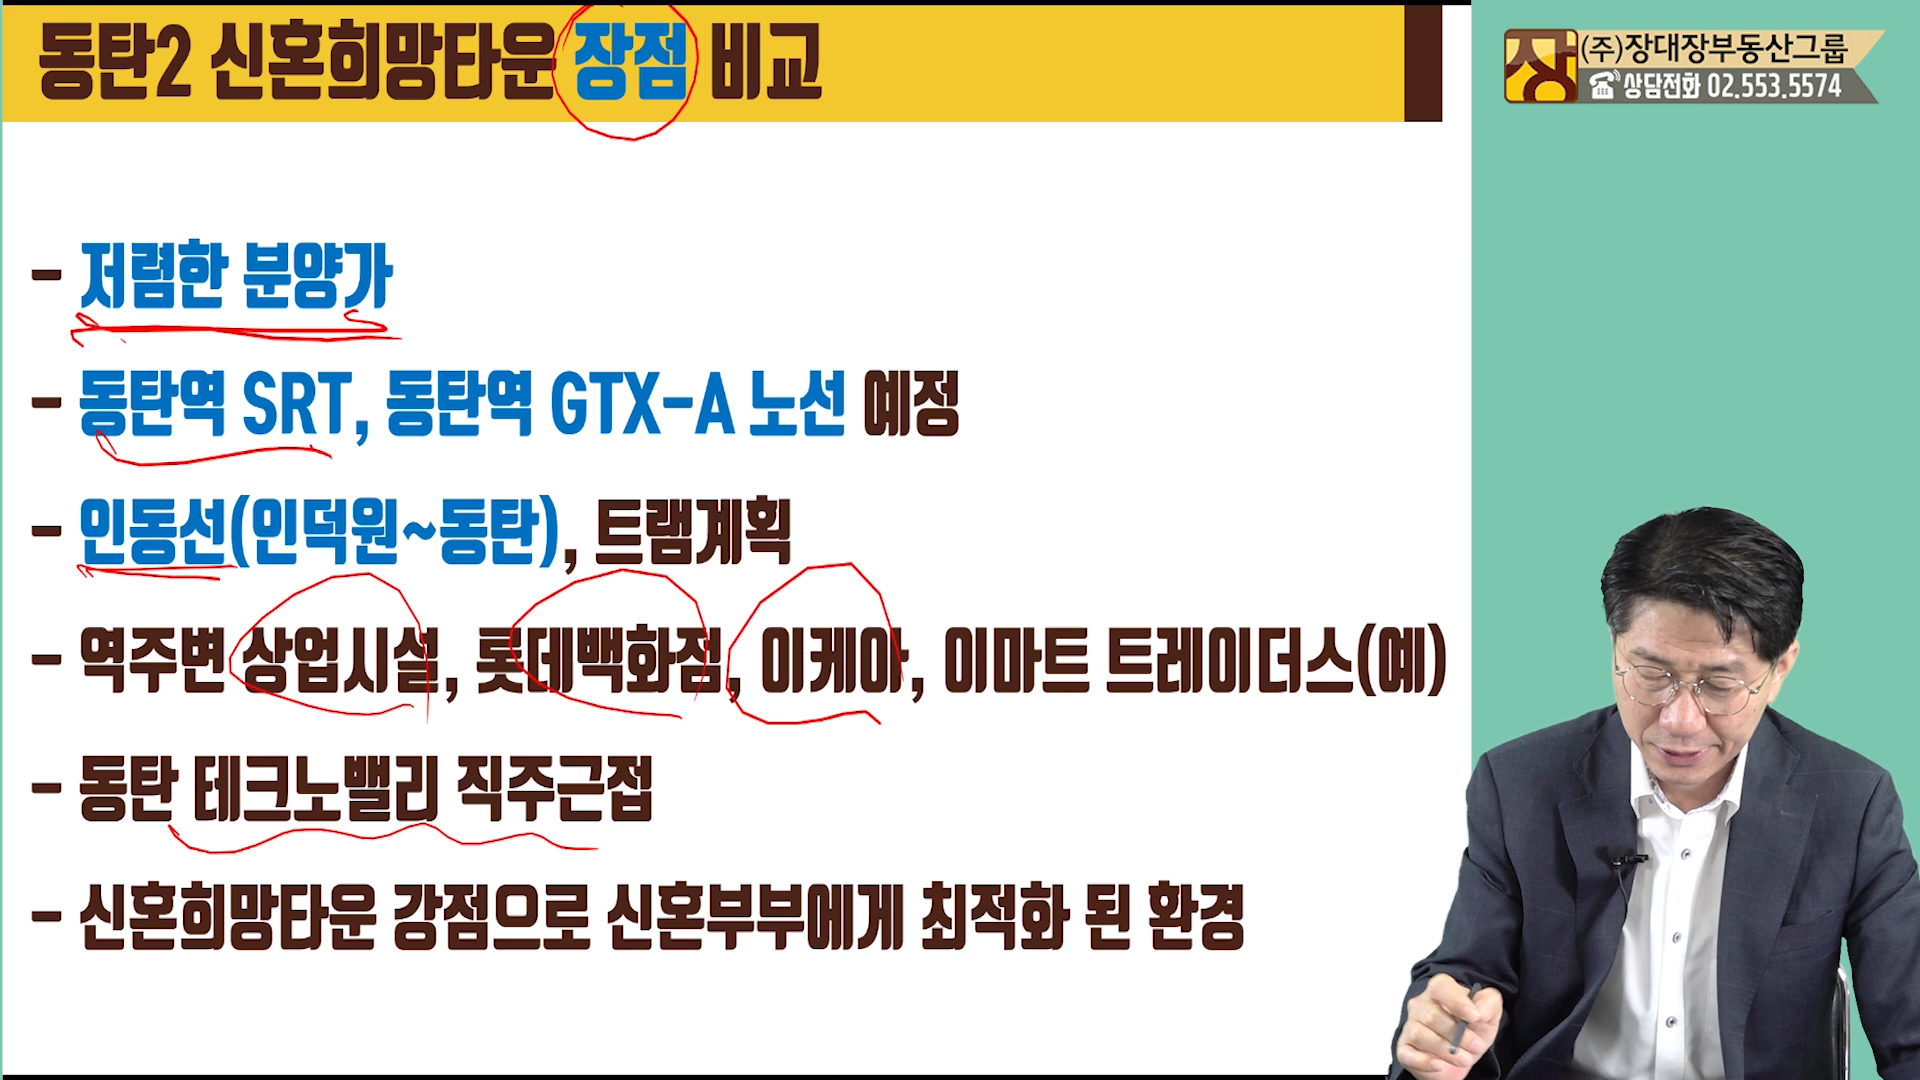 동탄2 신혼희망타운 장점 비교
상
(주)장대장부동산그룹
상담전화 02.553.5574
- 저렴한 분양가
- 동탄역 SRT, 동탄역 GTX-A 노선 예정
- 인동선(인덕원~동탄), 트램계획
- 역주변 상업시설, 롯데백화점, 이케아, 이마트 트레이더스(예)
- 동탄 테크노밸리 직주근접
- 신혼희망타운 강점으로 신혼부부에게 최적화 된 환경